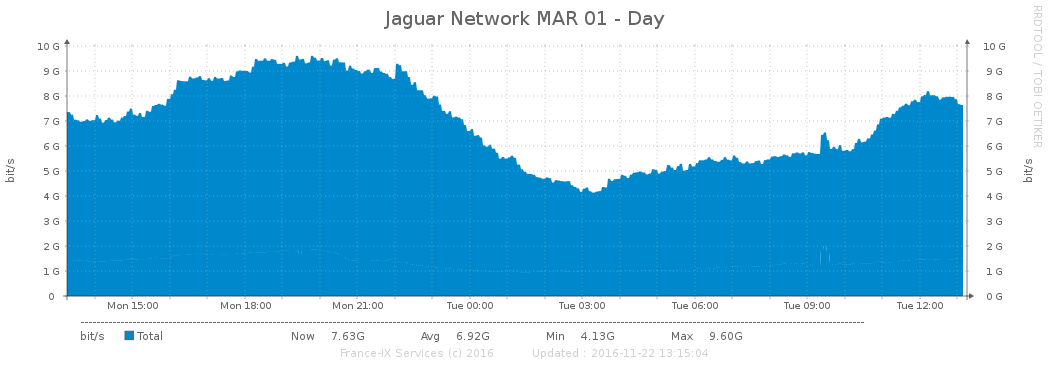 Jaguar Network MAR 01 - Day
RRDTOOL / TOBI OETIKER
bit/s
bit/s
10 G 10 G
9 G 9 G
8 G 8 G
7 G 7 G
6 G 6 G
5 G 5 G
4 G 4 G
3 G 3 G
2 G 2 G
1 G 1 G
0 0 G
Mon 15:00 Mon 18:00 Mon 21:00 Tue 00:00 Tue 03:00 Tue 06:00 Tue 09:00 Tue 12:00
bit/s Total Now 7.63G Avg 6.92G Min 4.13G Max 9.60G
France-IX Services (c) 2016 Updated : 2016-11-22 13:15:04